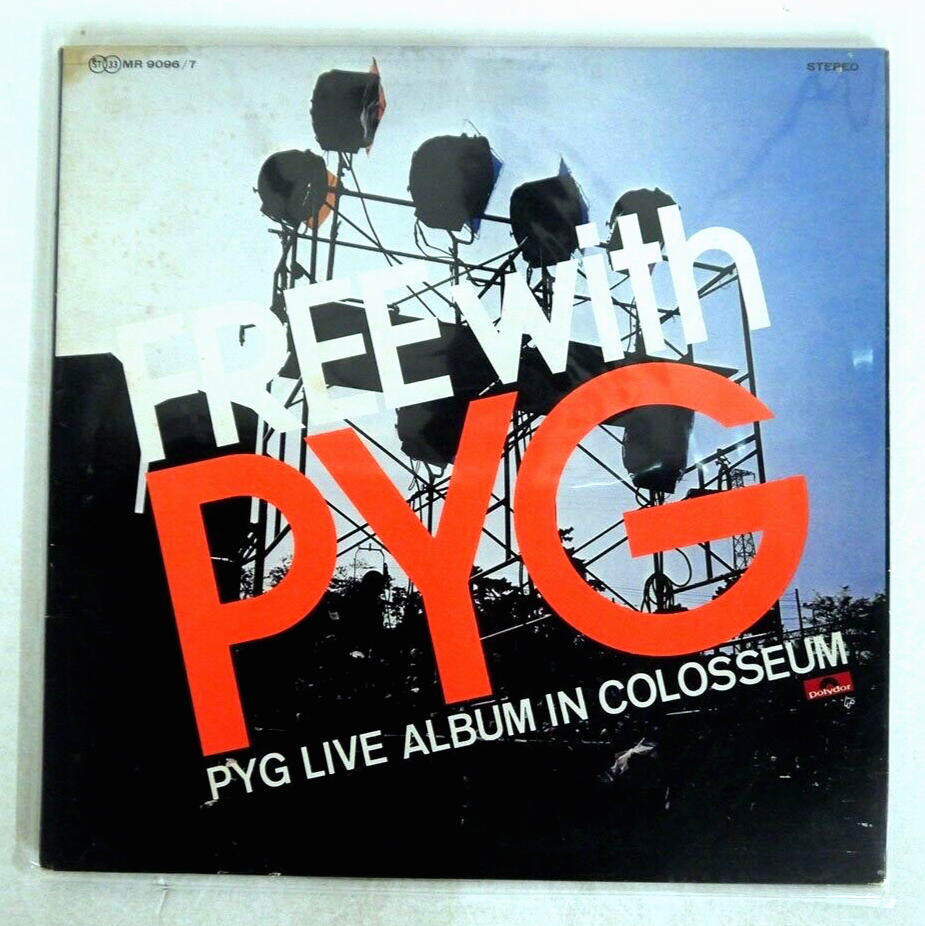 ST 33 MR 9096/7
STEREO
FREE with
PYG
PYG LIVE ALBUM IN COLOSSEUM
polydor